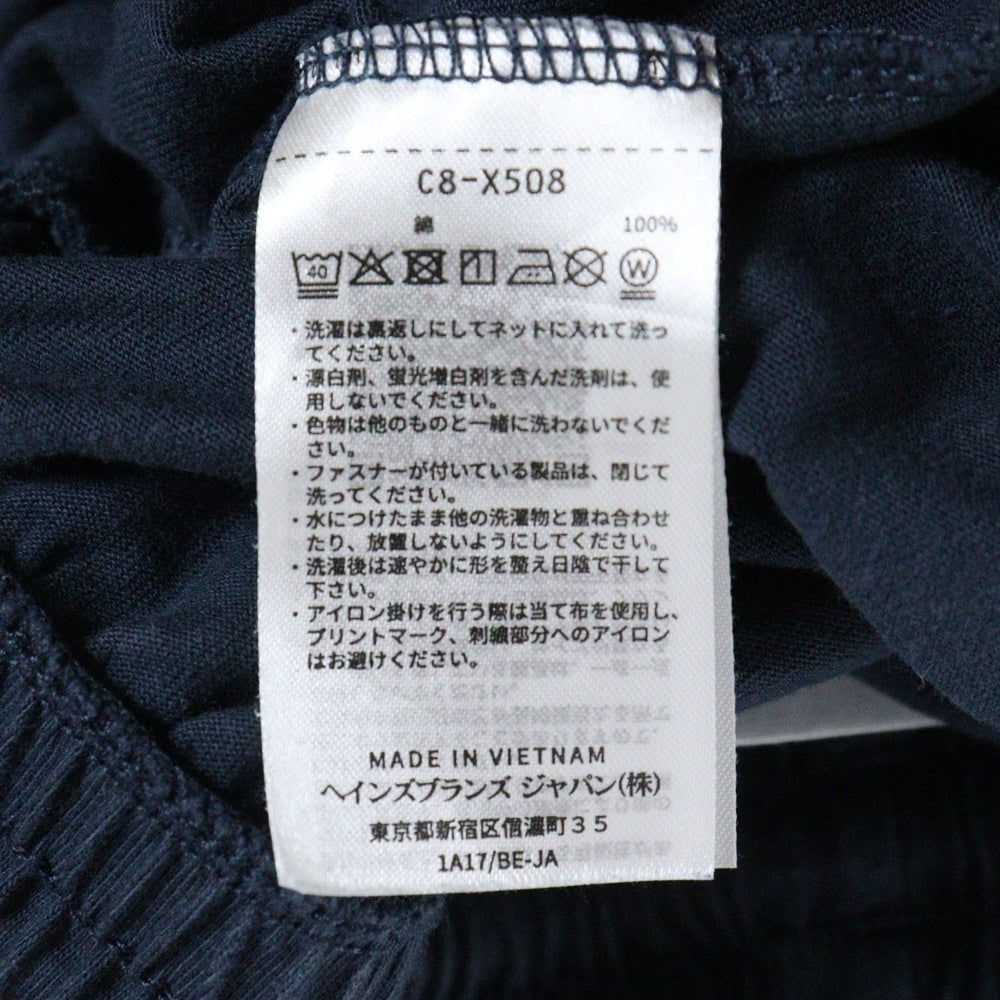 C8-X508
綿 100%
40 W
・洗濯は裏返しにしてネットに入れて洗っ
てください。
・源白剤、蛍光増白剤を含んだ洗剤は、使
用しないでください。
・色物は他のものと一緒に洗わないでくだ
さい。
・ファスナーが付いている製品は、閉じて
洗ってください。
・水につけたまま他の洗濯物と重ね合わせ
たり、放置しないようにしてください。
・洗濯後は速やかに形を整え日陰で干して
下さい。
・アイロン掛けを行う際は当て布を使用し、
プリントマーク、刺繍部分へのアイロン
はお避けください。
MADE IN VIETNAM
ヘインズブランズ ジャパン(株)
東京都新宿区信濃町35
1A17/BE-JA